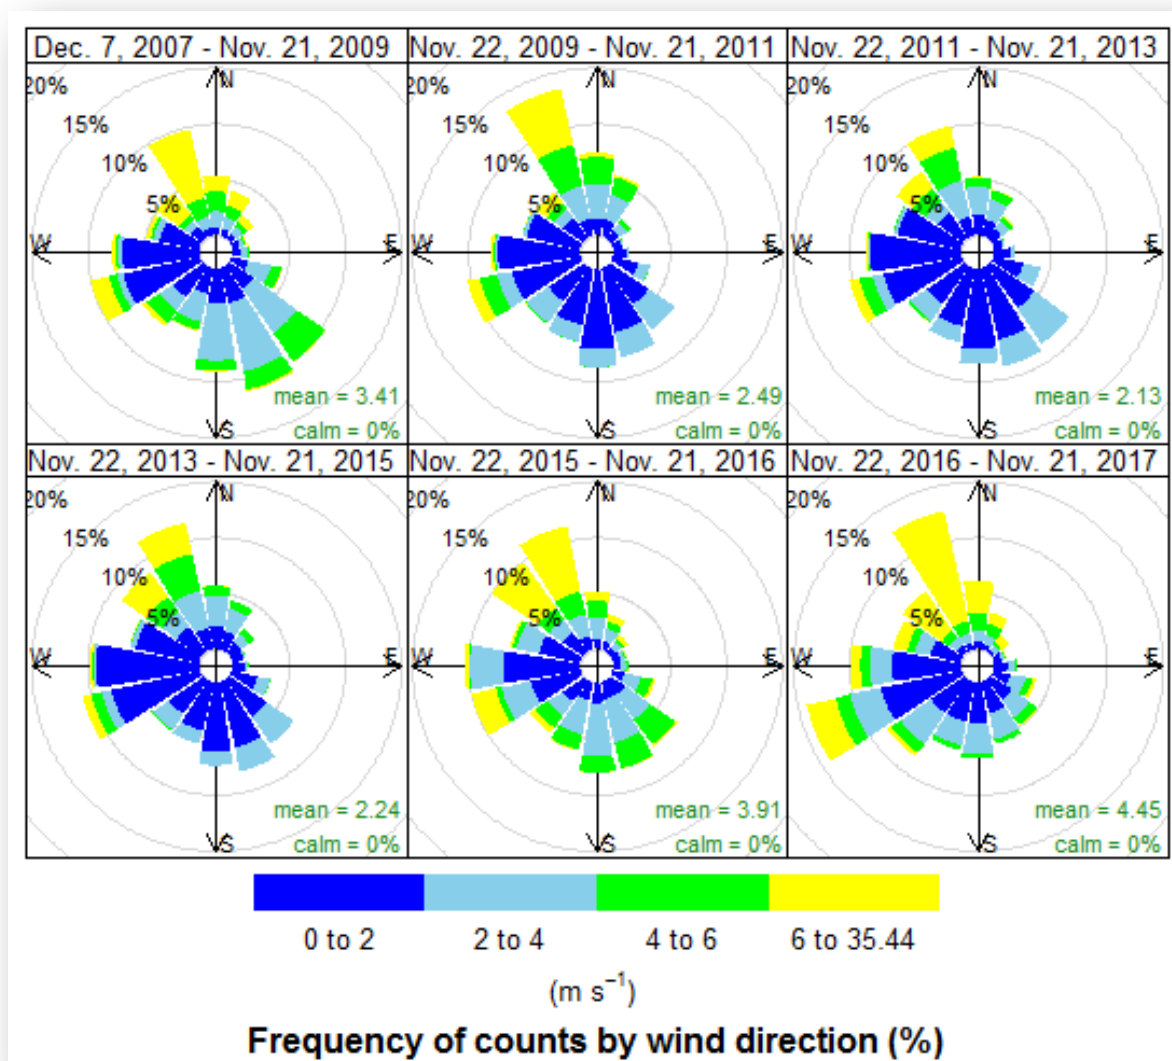 Dec. 7, 2007 - Nov. 21, 2009
Nov. 22, 2009 - Nov. 21, 2011
Nov. 22, 2011 - Nov. 21, 2013
20%
15%
10%
5%
N
W
E
S
mean = 3.41
calm = 0%
20%
15%
10%
5%
N
W
E
S
mean = 2.49
calm = 0%
20%
15%
10%
5%
N
W
E
S
mean = 2.13
calm = 0%
Nov. 22, 2013 - Nov. 21, 2015
Nov. 22, 2015 - Nov. 21, 2016
Nov. 22, 2016 - Nov. 21, 2017
20%
15%
10%
5%
N
W
E
S
mean = 2.24
calm = 0%
20%
15%
10%
5%
N
W
E
S
mean = 3.91
calm = 0%
20%
15%
10%
5%
N
W
E
S
mean = 4.45
calm = 0%
0 to 2
2 to 4
4 to 6
6 to 35.44
(m s⁻¹)
Frequency of counts by wind direction (%)